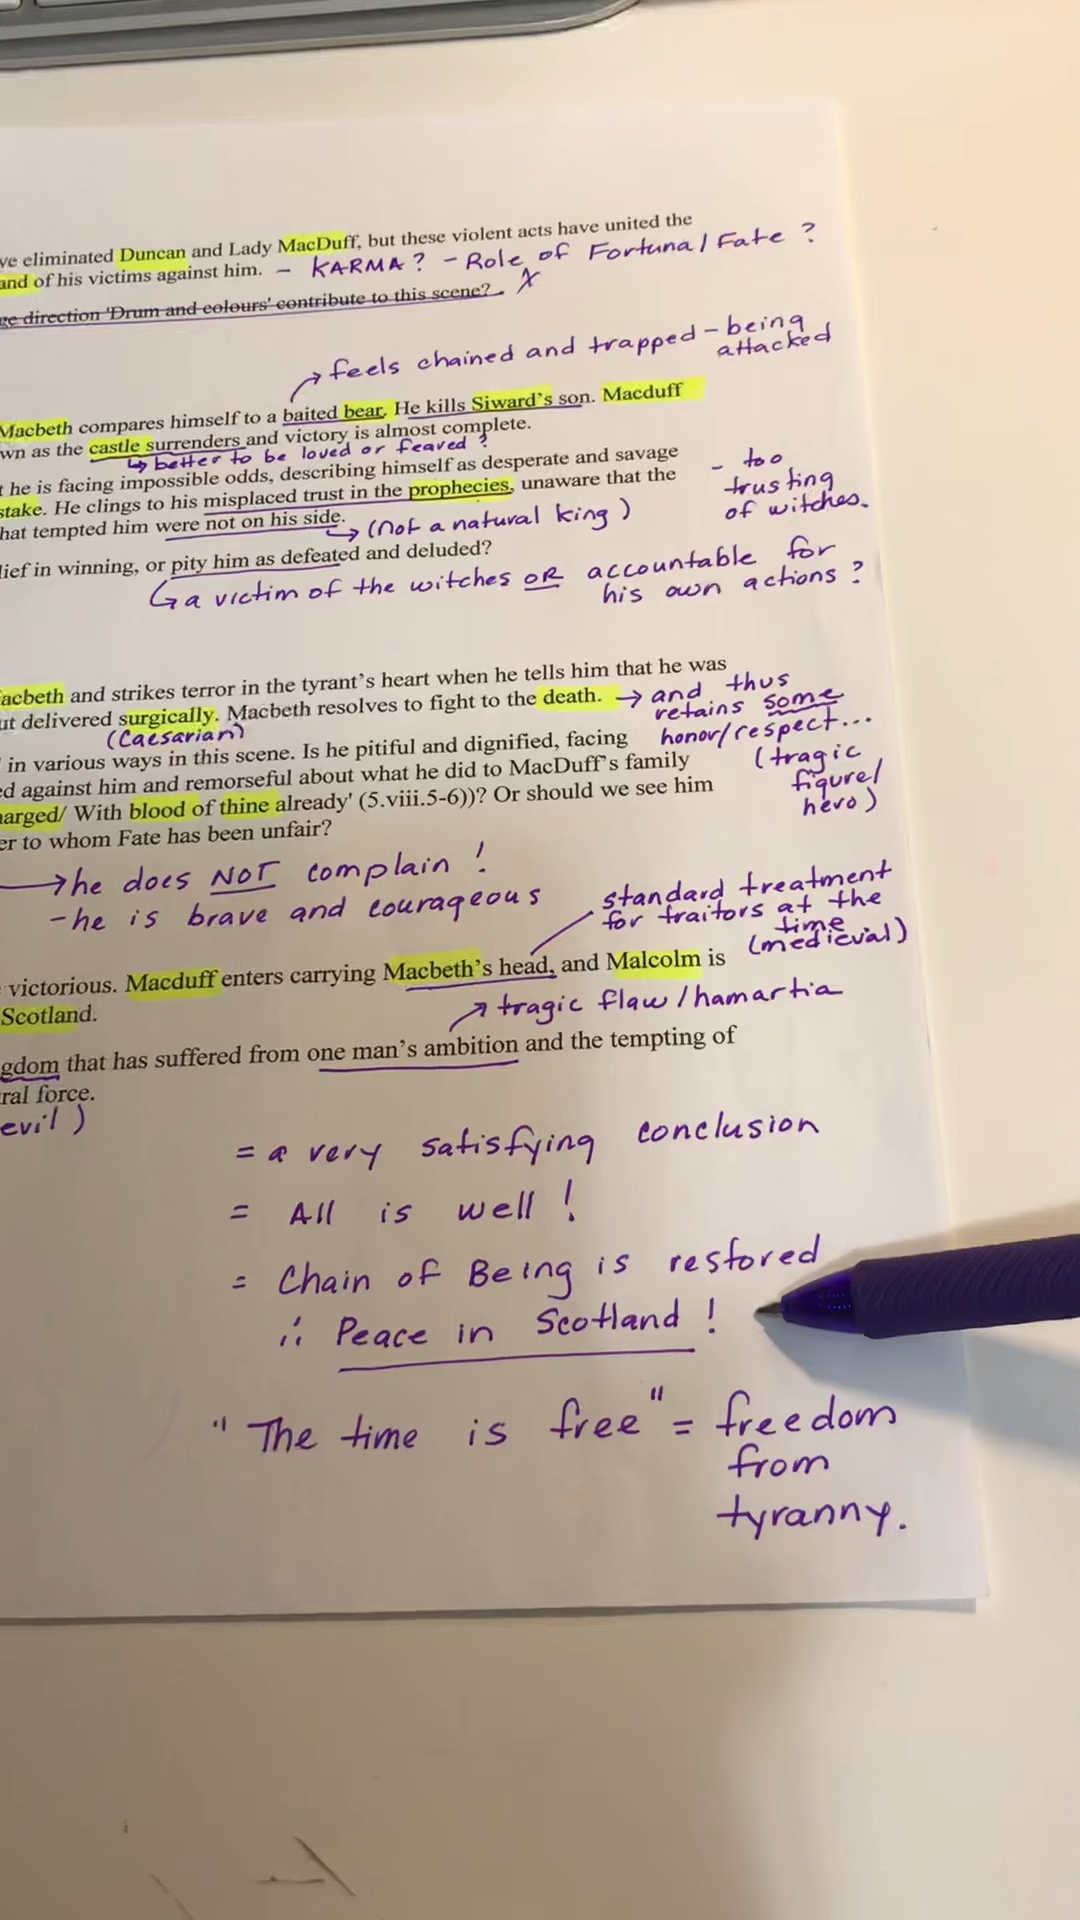 ve eliminated Duncan and Lady MacDuff, but these violent acts have united the
and of his victims against him. - KARMA? - Role of Fortuna/Fate?
ge direction 'Drum and colours' contribute to this scene? x
feels chained and trapped - being attacked
Macbeth compares himself to a baited bear. He kills Siward's son. Macduff
wn as the castle surrenders and victory is almost complete.
better to be loved or feared?
t he is facing impossible odds, describing himself as desperate and savage
stake. He clings to his misplaced trust in the prophecies, unaware that the
- too trusting of witches.
hat tempted him were not on his side. (not a natural king)
lief in winning, or pity him as defeated and deluded?
a victim of the witches OR accountable for his own actions?
acbeth and strikes terror in the tyrant's heart when he tells him that he was
ut delivered surgically. Macbeth resolves to fight to the death.
(Caesarian)
and thus
retains some
honor/respect...
(tragic
figure/
hero)
in various ways in this scene. Is he pitiful and dignified, facing
ed against him and remorseful about what he did to MacDuff's family
harged/ With blood of thine already' (5.viii.5-6))? Or should we see him
er to whom Fate has been unfair?
he does NOT complain!
- he is brave and courageous
standard treatment
for traitors at the
time
(medieval)
victorious. Macduff enters carrying Macbeth's head, and Malcolm is
Scotland.
tragic flaw/hamartia
gdom that has suffered from one man's ambition and the tempting of
ral force.
evil)
= a very satisfying conclusion
= All is well!
= Chain of Being is restored
∴ Peace in Scotland!
"The time is free" = freedom
from
tyranny.